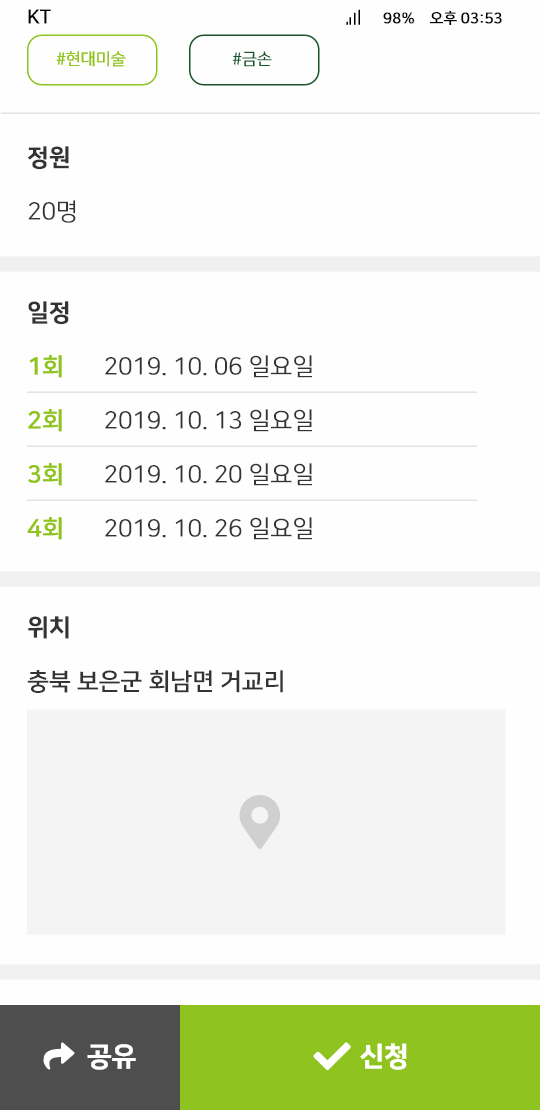 KT 98% 오후 03:53
#현대미술 #금손
정원
20명
일정
1회 2019. 10. 06 일요일
2회 2019. 10. 13 일요일
3회 2019. 10. 20 일요일
4회 2019. 10. 26 일요일
위치
충북 보은군 회남면 거교리
공유 신청